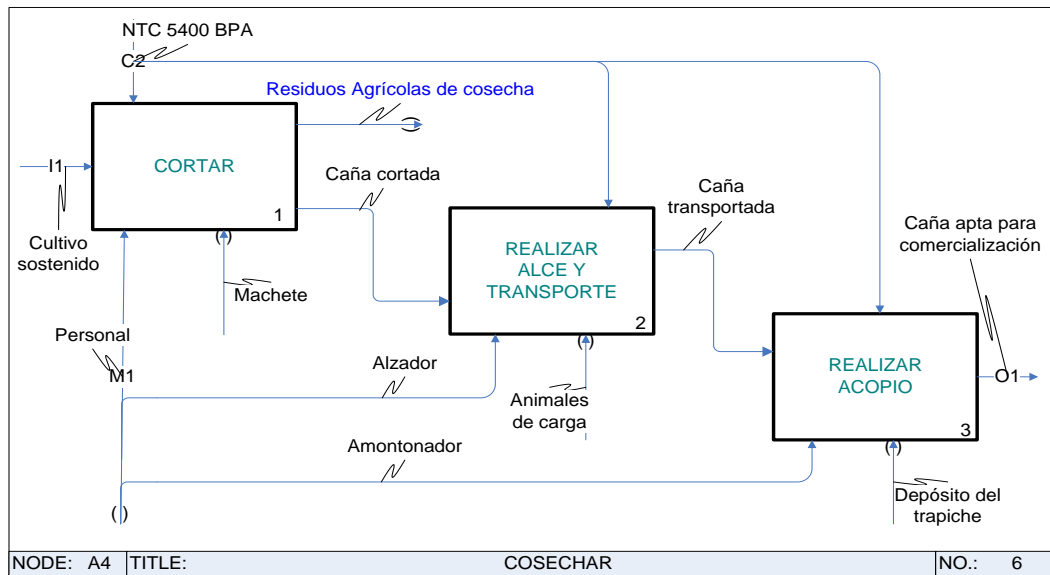 NTC 5400 BPA
C2
Residuos Agrícolas de cosecha
()
I1
CORTAR
1
Cultivo
sostenido
Caña cortada
()
Machete
Personal
M1
REALIZAR
ALCE Y
TRANSPORTE
2
Caña
transportada
Caña apta para
comercialización
Alzador
()
Animales
de carga
REALIZAR
ACOPIO
3
O1
Amontonador
()
Depósito del
trapiche
( )
NODE: A4 TITLE: COSECHAR NO.: 6